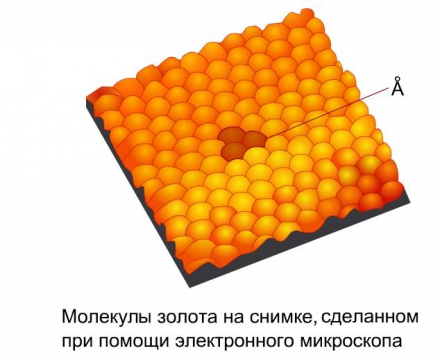 Å
Молекулы золота на снимке, сделанном
при помощи электронного микроскопа